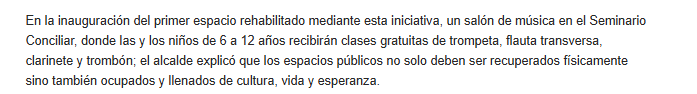 En la inauguración del primer espacio rehabilitado mediante esta iniciativa, un salón de música en el Seminario
Conciliar, donde las y los niños de 6 a 12 años recibirán clases gratuitas de trompeta, flauta transversa,
clarinete y trombón; el alcalde explicó que los espacios públicos no solo deben ser recuperados físicamente
sino también ocupados y llenados de cultura, vida y esperanza.